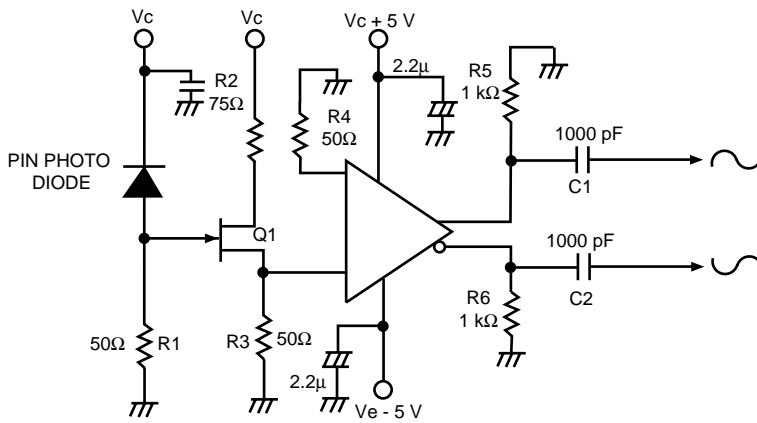 Vc
Vc
Vc + 5 V
R2
75Ω
2.2μ
R5
1 kΩ
R4
50Ω
1000 pF
C1
PIN PHOTO
DIODE
Q1
1000 pF
C2
R6
1 kΩ
50Ω
R1
R3
50Ω
2.2μ
Ve - 5 V